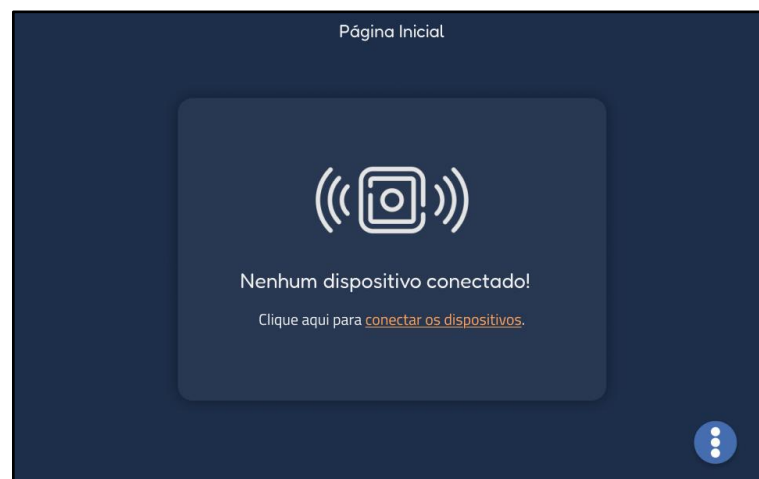 Página Inicial
Nenhum dispositivo conectado!
Clique aqui para conectar os dispositivos.